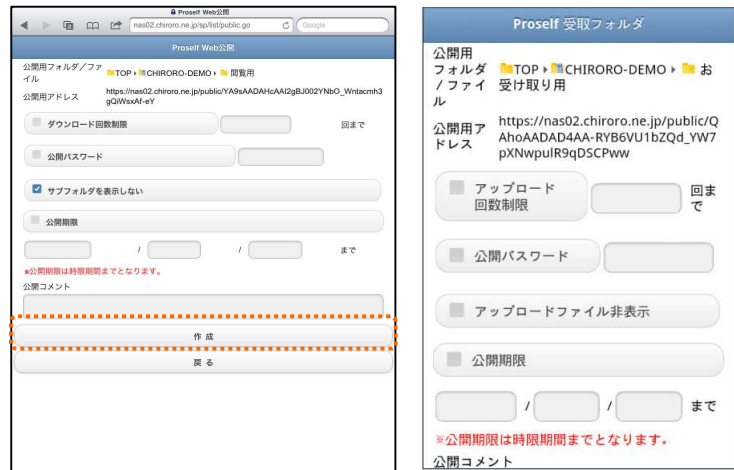 Proself Web公開
nas02.chiroro.ne.jp/sp/list/public.go
Google
Proself Web公開
公開用フォルダ/ファ
イル
TOP CHIRORO-DEMO 閲覧用
公開用アドレス
https://nas02.chiroro.ne.jp/public/YA9sAADAHcAAI2gBJ002YNbO_Wntacmh3
gQiWsxAf-eY
ダウンロード回数制限 回まで
公開パスワード
サブフォルダを表示しない
公開期限
/ / まで
※公開期限は時限期間までとなります。
公開コメント
作 成
戻 る
Proself 受取フォルダ
公開用
フォルダ
/ファイ
ル
TOP CHIRORO-DEMO お
受け取り用
公開用ア
ドレス
https://nas02.chiroro.ne.jp/public/Q
AhoAADAD4AA-RYB6VU1bZQd_YW7
pXNwpulR9qDSCPww
アップロード
回数制限
回ま
で
公開パスワード
アップロードファイル非表示
公開期限
/ / まで
※公開期限は時限期間までとなります。
公開コメント